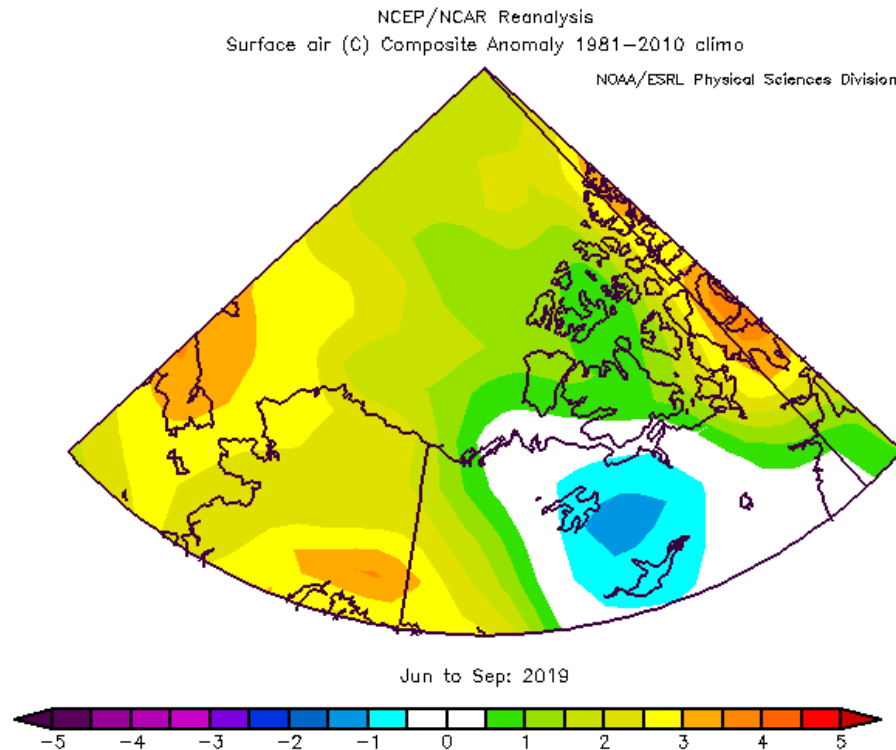 NCEP/NCAR Reanalysis
Surface air (C) Composite Anomaly 1981-2010 climo
NOAA/ESRL Physical Sciences Division
Jun to Sep: 2019
-5 -4 -3 -2 -1 0 1 2 3 4 5